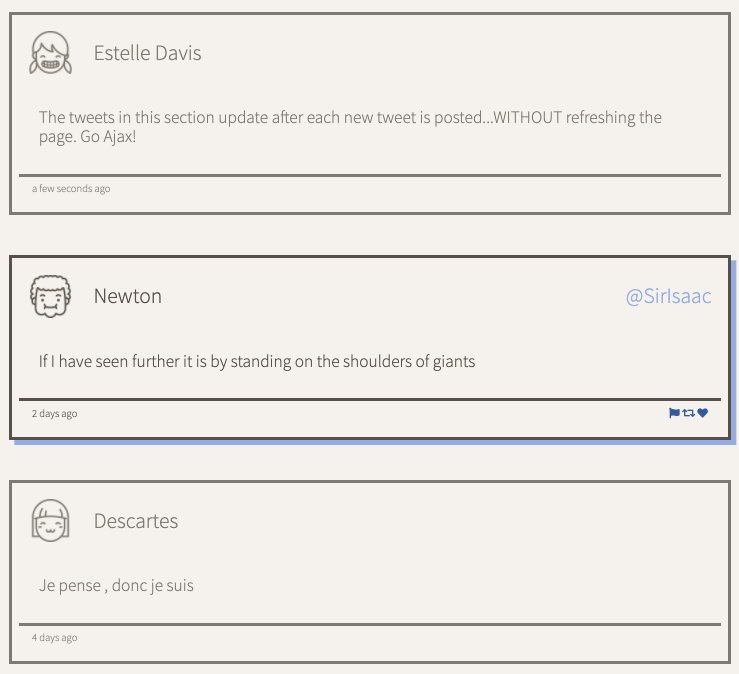 Estelle Davis
The tweets in this section update after each new tweet is posted...WITHOUT refreshing the
page. Go Ajax!
a few seconds ago
Newton @SirIsaac
If I have seen further it is by standing on the shoulders of giants
2 days ago
Descartes
Je pense , donc je suis
4 days ago